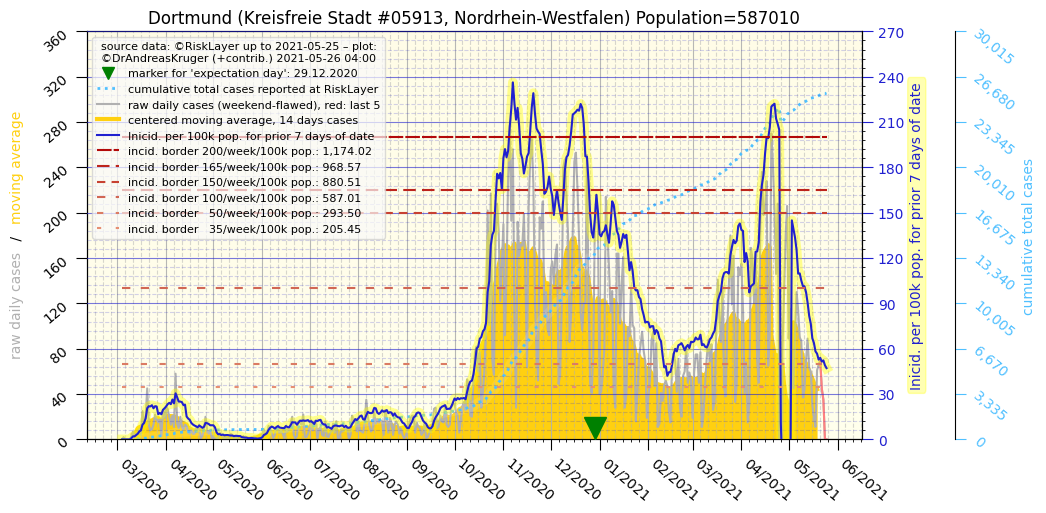 Dortmund (Kreisfreie Stadt #05913, Nordrhein-Westfalen) Population=587010
source data: ©RiskLayer up to 2021-05-25 – plot:
©DrAndreasKruger (+contrib.) 2021-05-26 04:00
marker for 'expectation day': 29.12.2020
cumulative total cases reported at RiskLayer
raw daily cases (weekend-flawed), red: last 5
centered moving average, 14 days cases
Inicid. per 100k pop. for prior 7 days of date
incid. border 200/week/100k pop.: 1,174.02
incid. border 165/week/100k pop.: 968.57
incid. border 150/week/100k pop.: 880.51
incid. border 100/week/100k pop.: 587.01
incid. border   50/week/100k pop.: 293.50
incid. border   35/week/100k pop.: 205.45
raw daily cases   /   moving average
360
320
280
240
200
160
120
80
40
0
03/2020
04/2020
05/2020
06/2020
07/2020
08/2020
09/2020
10/2020
11/2020
12/2020
01/2021
02/2021
03/2021
04/2021
05/2021
06/2021
270
240
210
180
150
120
90
60
30
0
Inicid. per 100k pop. for prior 7 days of date
30,015
26,680
23,345
20,010
16,675
13,340
10,005
6,670
3,335
0
cumulative total cases